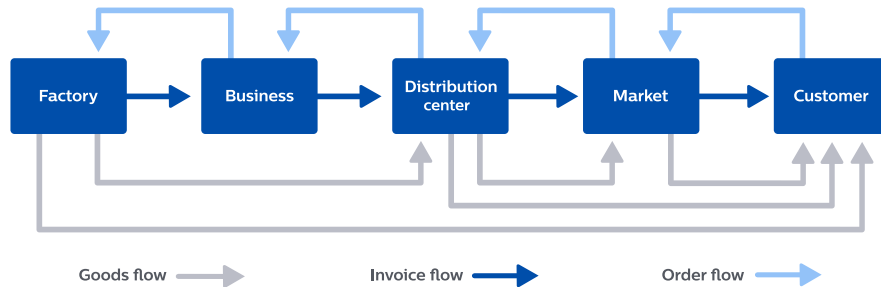 Factory
Business
Distribution
center
Market
Customer
Goods flow
Invoice flow
Order flow